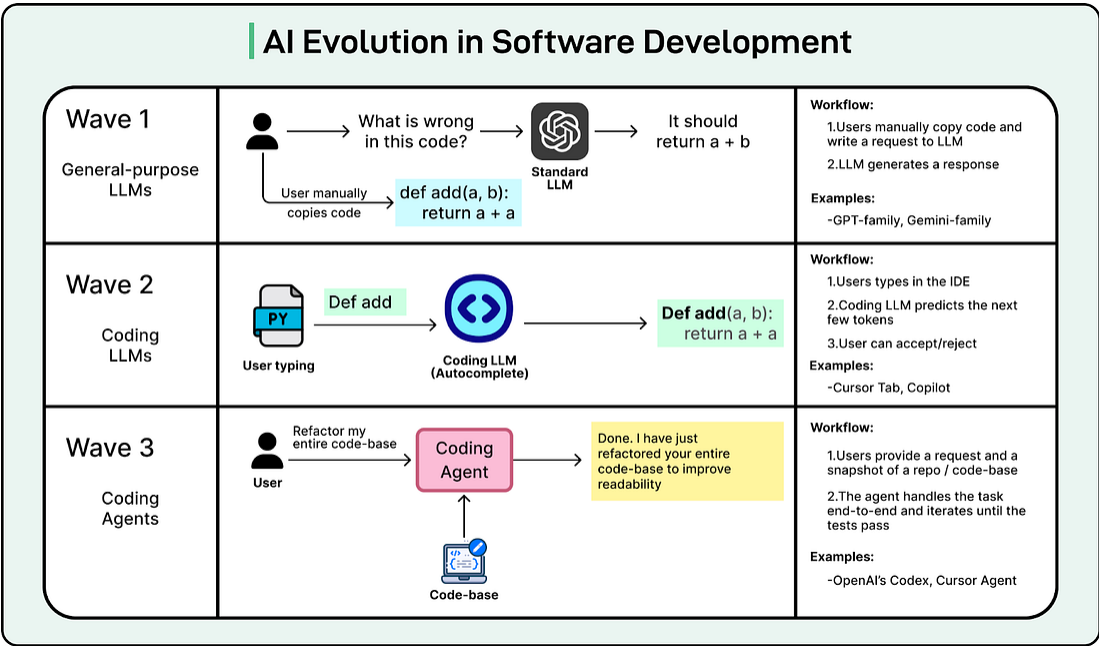 AI Evolution in Software Development
Wave 1
General-purpose
LLMs
What is wrong
in this code?
User manually
copies code
def add(a, b):
return a + a
Standard
LLM
It should
return a + b
Workflow:
1.Users manually copy code and
write a request to LLM
2.LLM generates a response
Examples:
-GPT-family, Gemini-family
Wave 2
Coding
LLMs
PY
User typing
Def add
Coding LLM
(Autocomplete)
Def add(a, b):
return a + a
Workflow:
1.Users types in the IDE
2.Coding LLM predicts the next
few tokens
3.User can accept/reject
Examples:
-Cursor Tab, Copilot
Wave 3
Coding
Agents
User
Refactor my
entire code-base
Coding
Agent
Code-base
Done. I have just
refactored your entire
code-base to improve
readability
Workflow:
1.Users provide a request and a
snapshot of a repo / code-base
2.The agent handles the task
end-to-end and iterates until the
tests pass
Examples:
-OpenAI's Codex, Cursor Agent